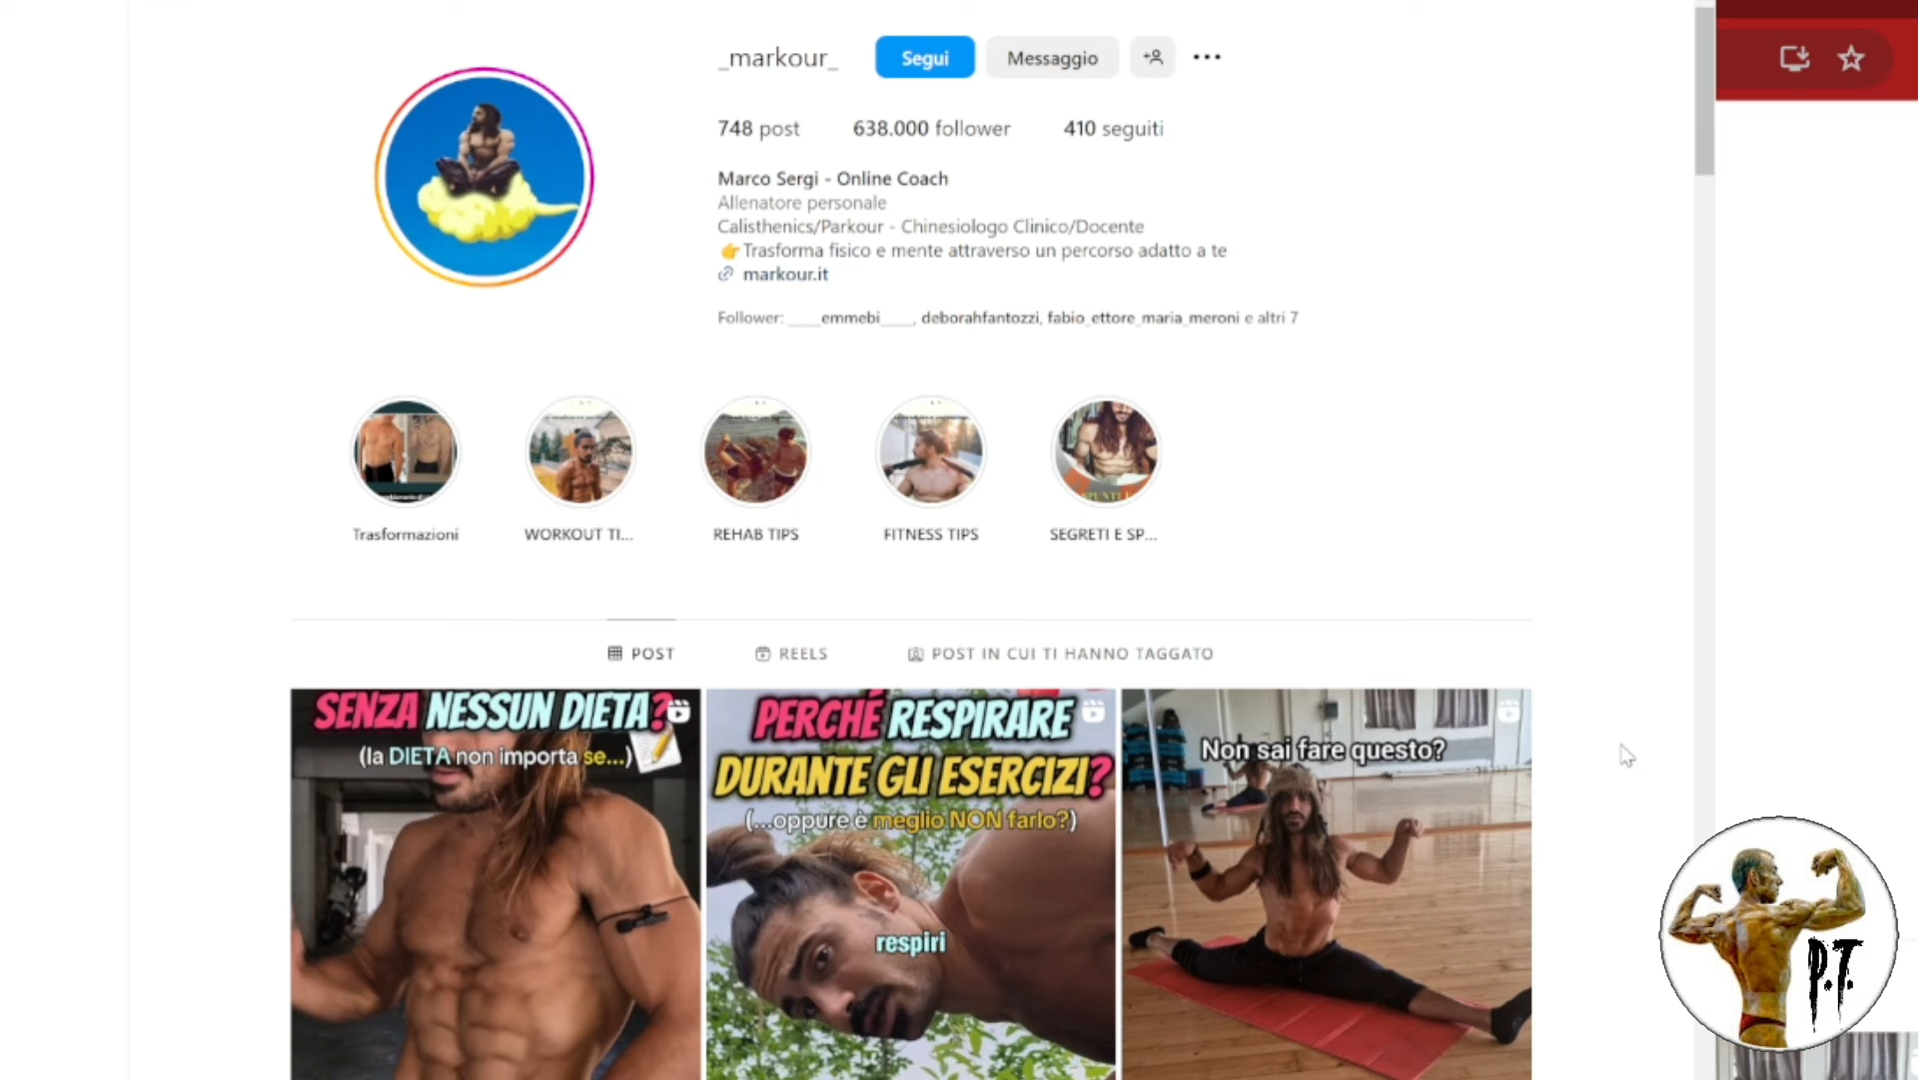 _markour_ Segui Messaggio
748 post 638.000 follower 410 seguiti
Marco Sergi - Online Coach
Allenatore personale
Calisthenics/Parkour - Chinesiologo Clinico/Docente
👉Trasforma fisico e mente attraverso un percorso adatto a te
markour.it
Follower: ____emmebi____, deborahfantozzi, fabio_ettore_maria_meroni e altri 7
Trasformazioni
WORKOUT TI...
REHAB TIPS
FITNESS TIPS
SEGRETI E SP...
POST
REELS
POST IN CUI TI HANNO TAGGATO
SENZA NESSUN DIETA?
(la DIETA non importa se...)
PERCHÉ RESPIRARE
DURANTE GLI ESERCIZI?
(...oppure è meglio NON farlo?)
respiri
Non sai fare questo?
P.T.